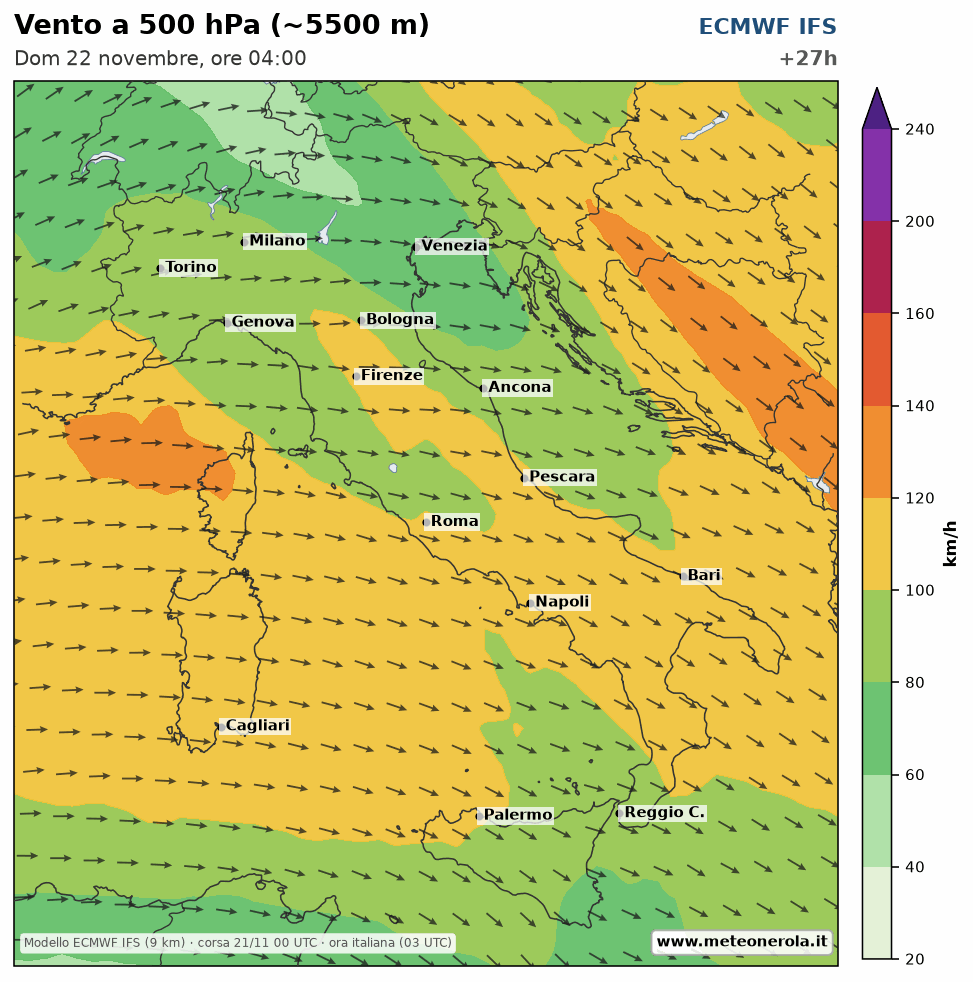 Vento a 500 hPa (~5500 m)
ECMWF IFS
Dom 22 novembre, ore 04:00
+27h
Milano
Venezia
Torino
Genova
Bologna
Firenze
Ancona
Pescara
Roma
Bari
Napoli
Cagliari
Palermo
Reggio C.
240
200
160
140
120
100
80
60
40
20
km/h
Modello ECMWF IFS (9 km) · corsa 21/11 00 UTC · ora italiana (03 UTC)
www.meteonerola.it